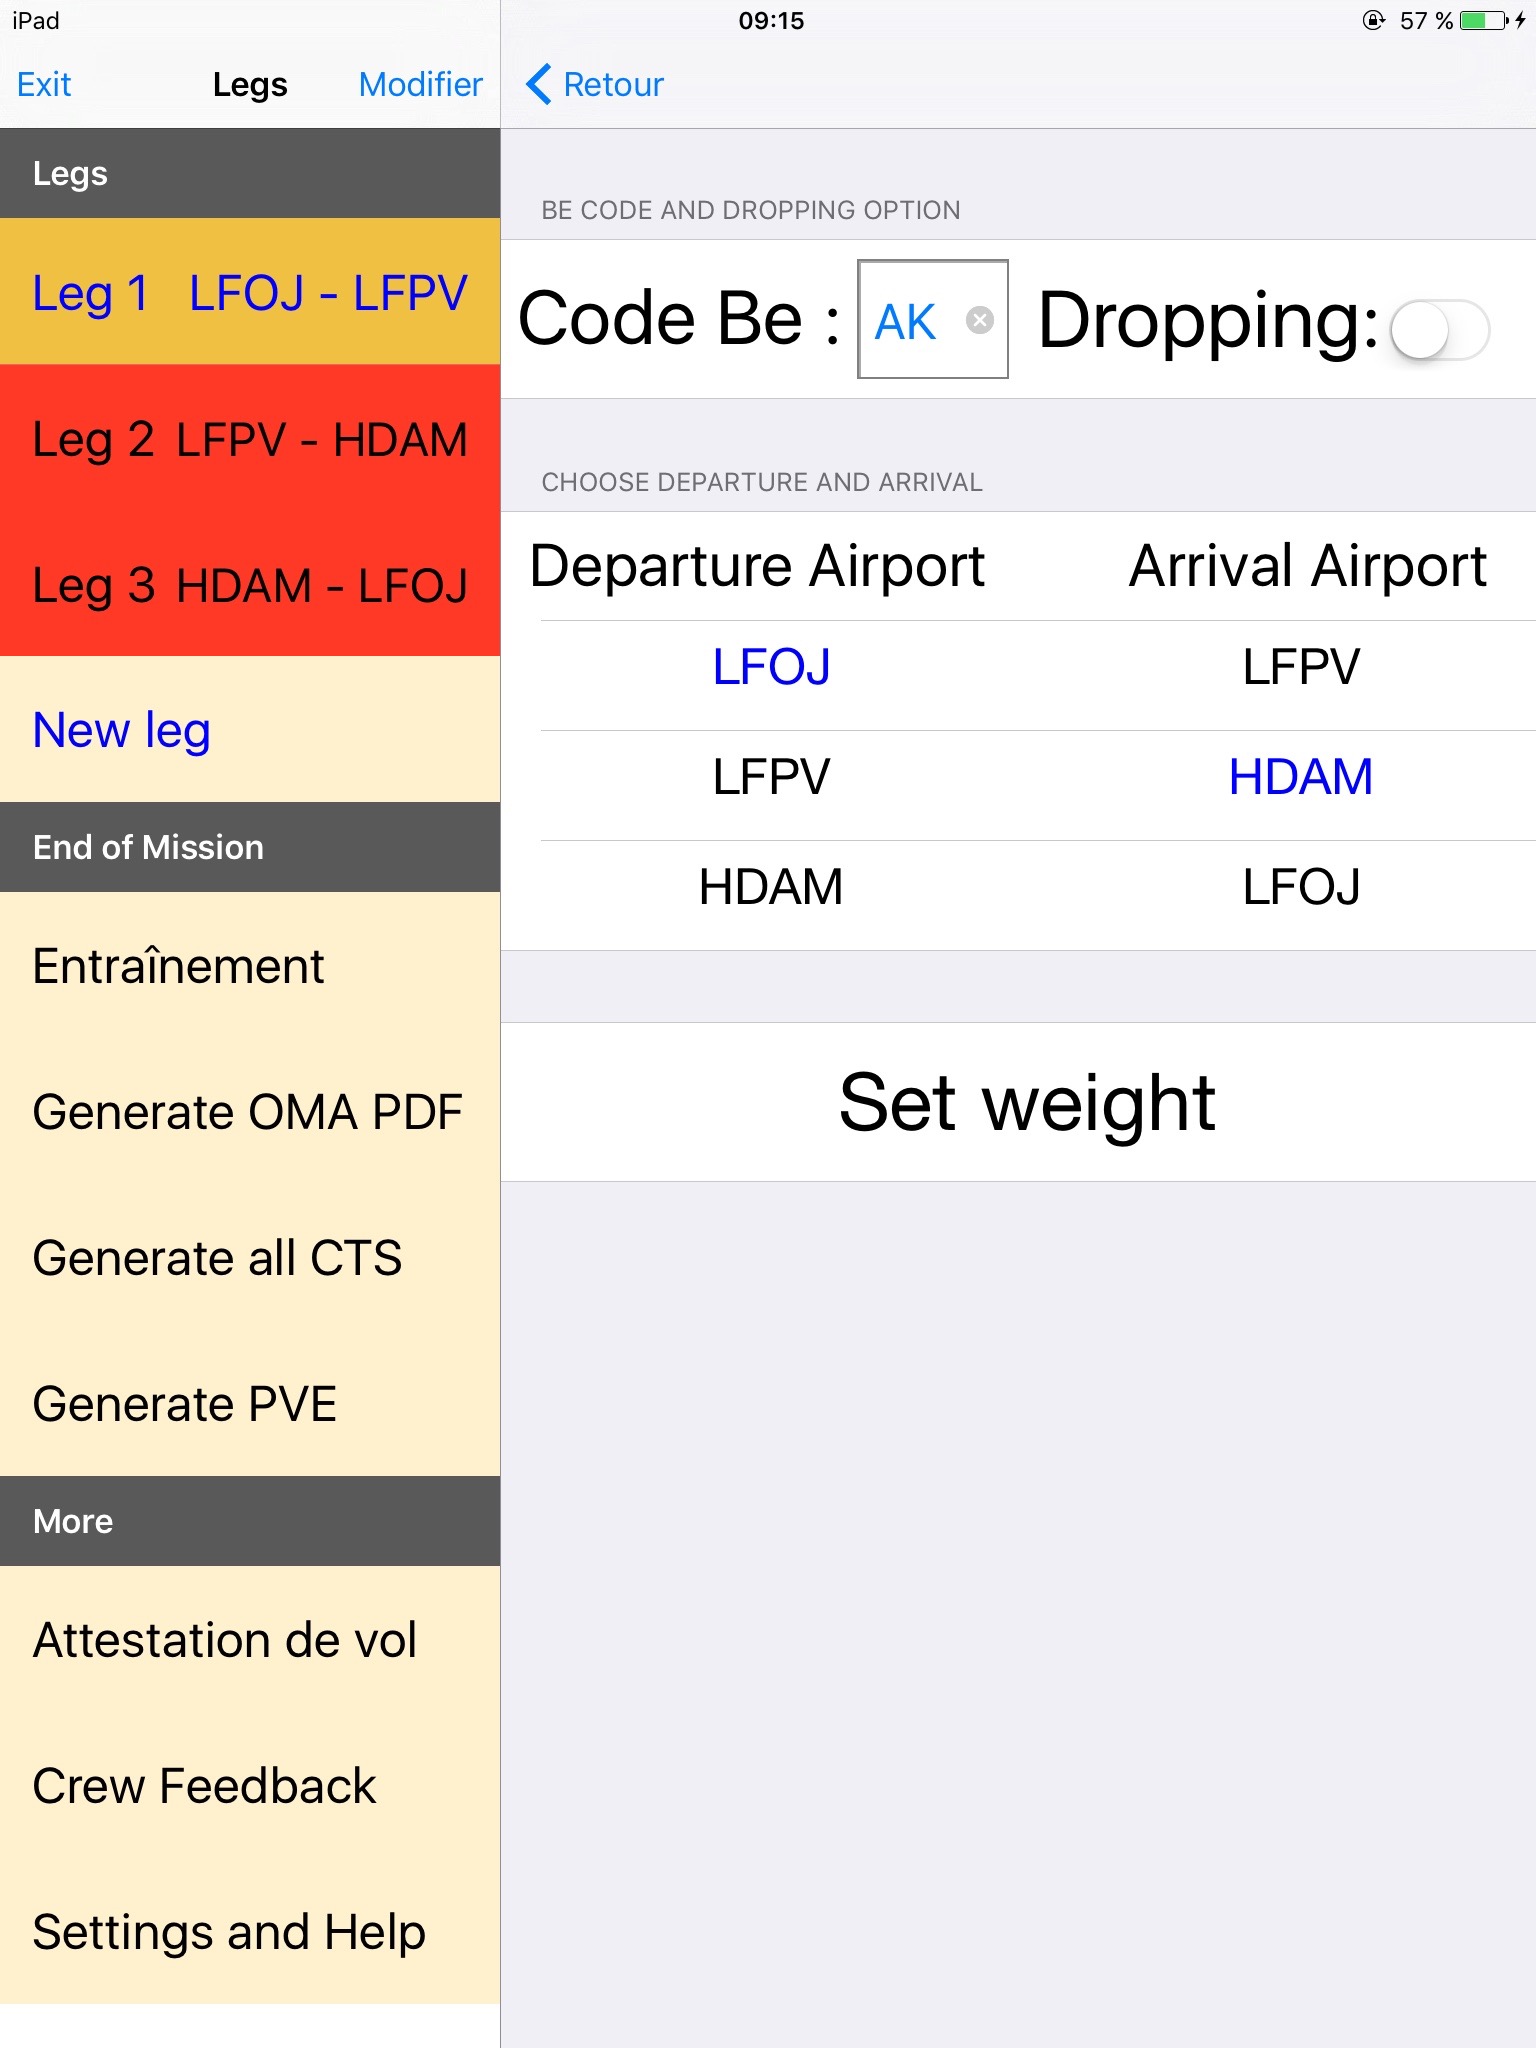 iPad 09:15 57 %
Exit Legs Modifier
Legs
Leg 1 LFOJ - LFPV
Leg 2 LFPV - HDAM
Leg 3 HDAM - LFOJ
New leg
End of Mission
Entraînement
Generate OMA PDF
Generate all CTS
Generate PVE
More
Attestation de vol
Crew Feedback
Settings and Help
Retour
BE CODE AND DROPPING OPTION
Code Be : AK Dropping:
CHOOSE DEPARTURE AND ARRIVAL
Departure Airport Arrival Airport
LFOJ LFPV
LFPV HDAM
HDAM LFOJ
Set weight